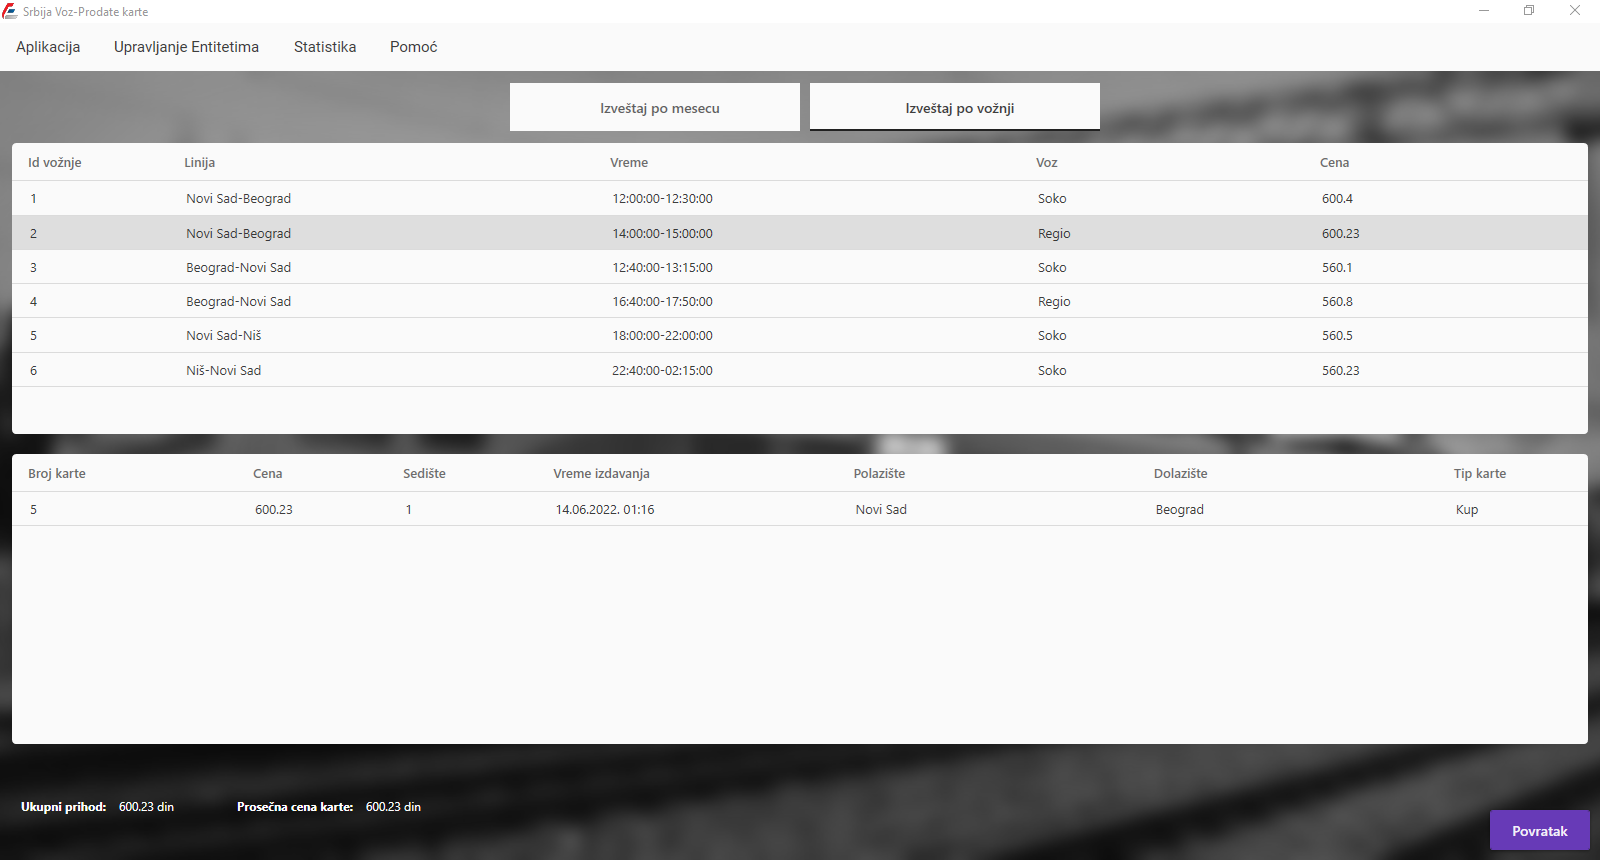 Srbija Voz-Prodate karte
Aplikacija Upravljanje Entitetima Statistika Pomoć
Izveštaj po mesecu Izveštaj po vožnji
Id vožnje Linija Vreme Voz Cena
1 Novi Sad-Beograd 12:00:00-12:30:00 Soko 600.4
2 Novi Sad-Beograd 14:00:00-15:00:00 Regio 600.23
3 Beograd-Novi Sad 12:40:00-13:15:00 Soko 560.1
4 Beograd-Novi Sad 16:40:00-17:50:00 Regio 560.8
5 Novi Sad-Niš 18:00:00-22:00:00 Soko 560.5
6 Niš-Novi Sad 22:40:00-02:15:00 Soko 560.23
Broj karte Cena Sedište Vreme izdavanja Polazište Dolazište Tip karte
5 600.23 1 14.06.2022. 01:16 Novi Sad Beograd Kup
Ukupni prihod: 600.23 din Prosečna cena karte: 600.23 din
Povratak